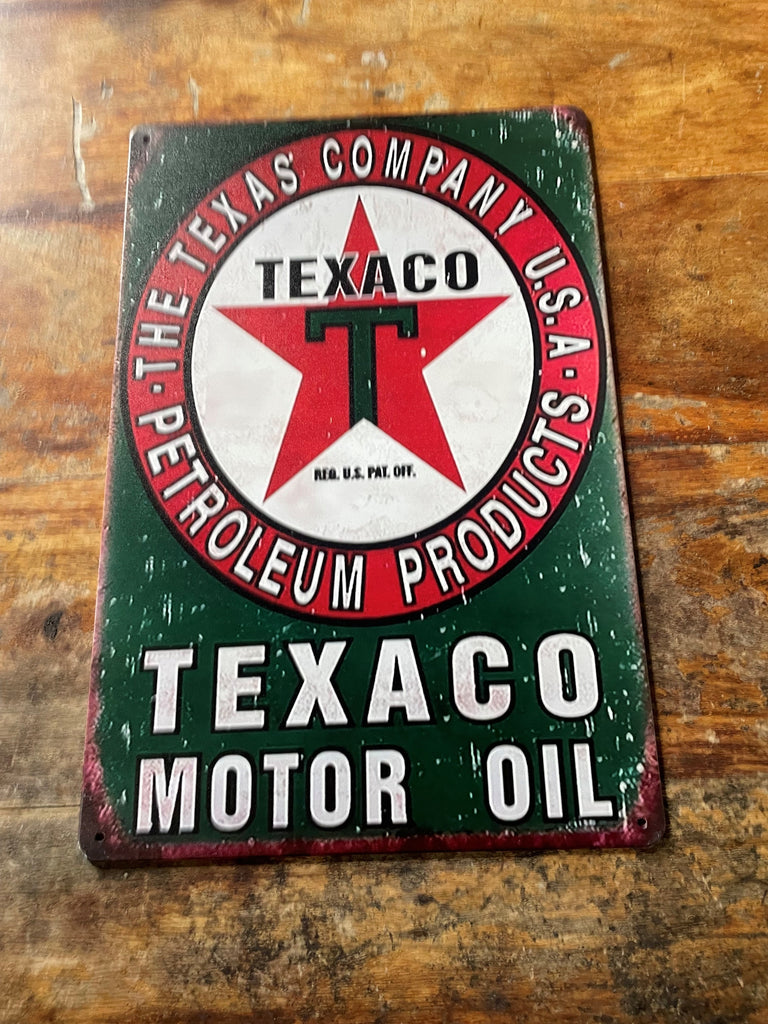 ·THE TEXAS COMPANY U.S.A·
TEXACO
T
REG. U.S. PAT. OFF.
PETROLEUM PRODUCTS
TEXACO
MOTOR OIL